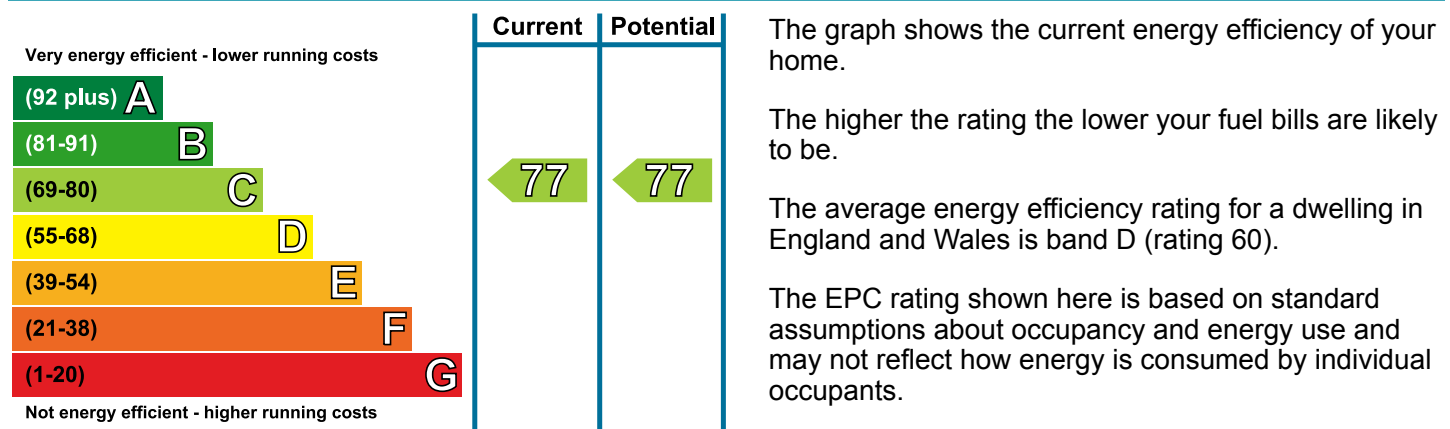 Current Potential
Very energy efficient - lower running costs
(92 plus) A
(81-91) B
(69-80) C
77 77
(55-68) D
(39-54) E
(21-38) F
(1-20) G
Not energy efficient - higher running costs
The graph shows the current energy efficiency of your
home.
The higher the rating the lower your fuel bills are likely
to be.
The average energy efficiency rating for a dwelling in
England and Wales is band D (rating 60).
The EPC rating shown here is based on standard
assumptions about occupancy and energy use and
may not reflect how energy is consumed by individual
occupants.